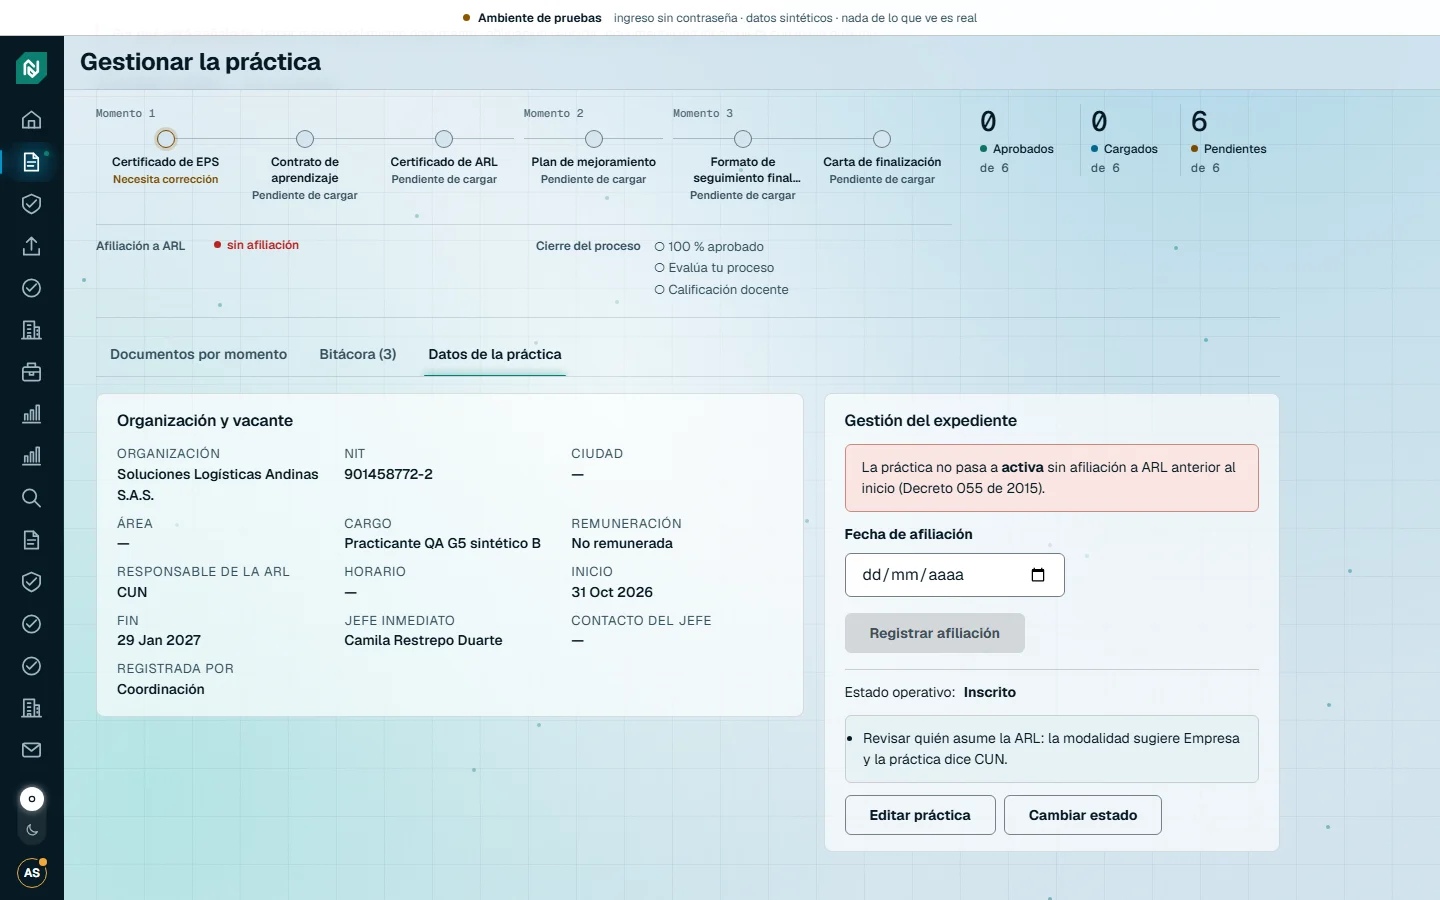 Ambiente de pruebas ingreso sin contraseña · datos sintéticos · nada de lo que ve es real
Gestionar la práctica
Momento 1
Certificado de EPS
Necesita corrección
Contrato de
aprendizaje
Pendiente de cargar
Certificado de ARL
Pendiente de cargar
Momento 2
Plan de mejoramiento
Pendiente de cargar
Momento 3
Formato de
seguimiento final...
Pendiente de cargar
Carta de finalización
Pendiente de cargar
0
Aprobados
de 6
0
Cargados
de 6
6
Pendientes
de 6
Afiliación a ARL
sin afiliación
Cierre del proceso
100 % aprobado
Evalúa tu proceso
Calificación docente
Documentos por momento
Bitácora (3)
Datos de la práctica
Organización y vacante
ORGANIZACIÓN
Soluciones Logísticas Andinas
S.A.S.
NIT
901458772-2
CIUDAD
—
ÁREA
—
CARGO
Practicante QA G5 sintético B
REMUNERACIÓN
No remunerada
RESPONSABLE DE LA ARL
CUN
HORARIO
—
INICIO
31 Oct 2026
FIN
29 Jan 2027
JEFE INMEDIATO
Camila Restrepo Duarte
CONTACTO DEL JEFE
—
REGISTRADA POR
Coordinación
Gestión del expediente
La práctica no pasa a activa sin afiliación a ARL anterior al
inicio (Decreto 055 de 2015).
Fecha de afiliación
dd/mm/aaaa
Registrar afiliación
Estado operativo: Inscrito
Revisar quién asume la ARL: la modalidad sugiere Empresa
y la práctica dice CUN.
Editar práctica
Cambiar estado
AS